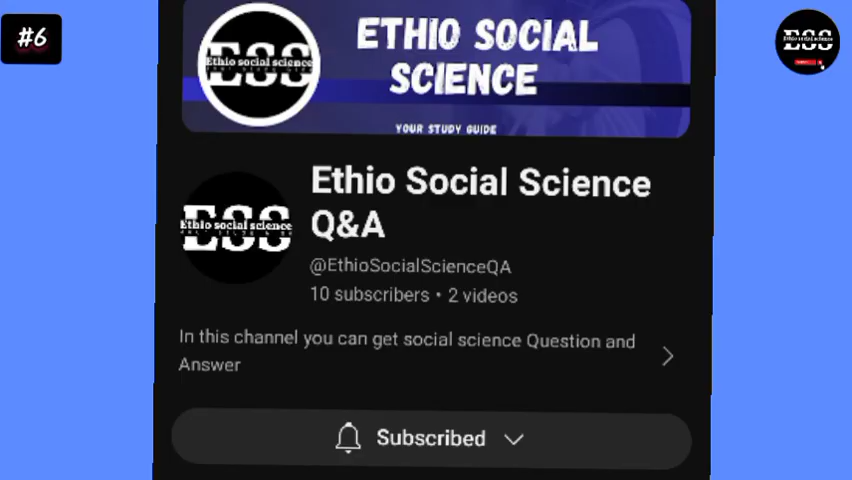 #6
ESS
Ethio social science
ETHIO SOCIAL
SCIENCE
YOUR STUDY GUIDE
ESS
Ethio social science
Ethio Social Science
Q&A
@EthioSocialScienceQA
10 subscribers • 2 videos
In this channel you can get social science Question and
Answer
Subscribed
ESS
Ethio social science